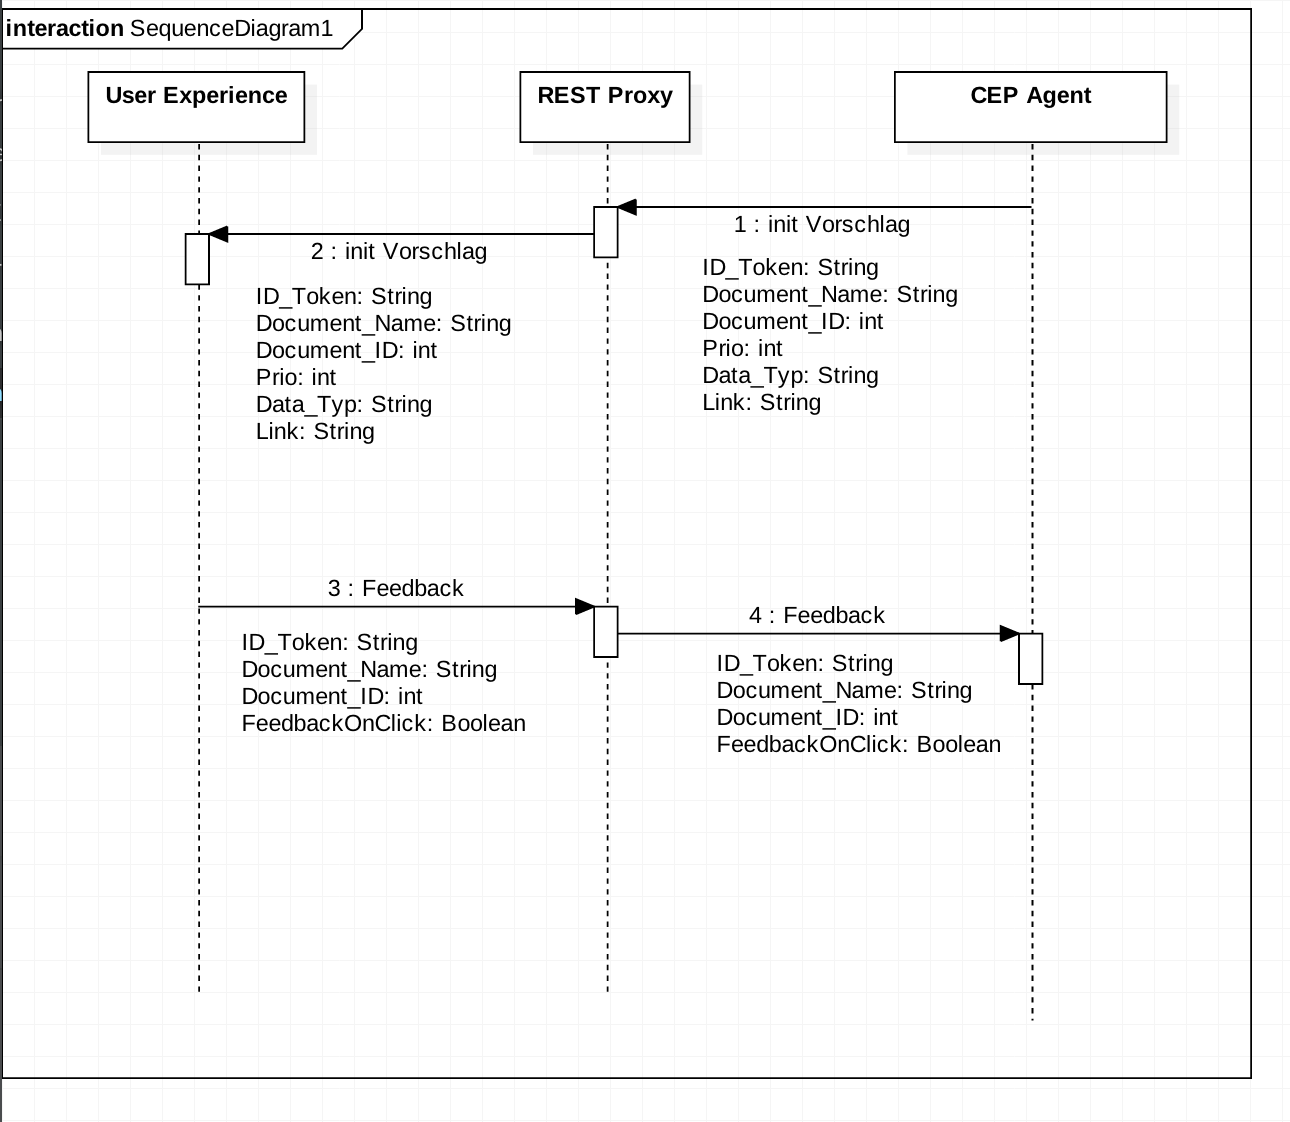 interaction SequenceDiagram1
User Experience
REST Proxy
CEP Agent
1 : init Vorschlag
ID_Token: String
Document_Name: String
Document_ID: int
Prio: int
Data_Typ: String
Link: String
2 : init Vorschlag
ID_Token: String
Document_Name: String
Document_ID: int
Prio: int
Data_Typ: String
Link: String
3 : Feedback
ID_Token: String
Document_Name: String
Document_ID: int
FeedbackOnClick: Boolean
4 : Feedback
ID_Token: String
Document_Name: String
Document_ID: int
FeedbackOnClick: Boolean